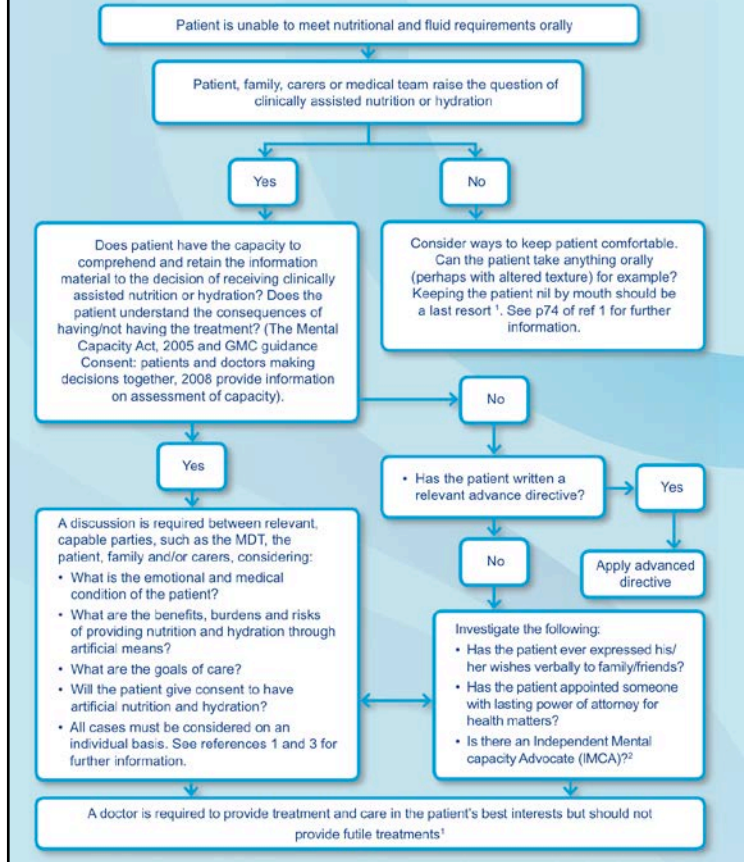 Patient is unable to meet nutritional and fluid requirements orally
Patient, family, carers or medical team raise the question of
clinically assisted nutrition or hydration
Yes
No
Does patient have the capacity to
comprehend and retain the information
material to the decision of receiving clinically
assisted nutrition or hydration? Does the
patient understand the consequences of
having/not having the treatment? (The Mental
Capacity Act, 2005 and GMC guidance
Consent: patients and doctors making
decisions together, 2008 provide information
on assessment of capacity).
Consider ways to keep patient comfortable.
Can the patient take anything orally
(perhaps with altered texture) for example?
Keeping the patient nil by mouth should be
a last resort ¹. See p74 of ref 1 for further
information.
No
Yes
• Has the patient written a
relevant advance directive?
Yes
No
Apply advanced
directive
A discussion is required between relevant,
capable parties, such as the MDT, the
patient, family and/or carers, considering:
• What is the emotional and medical
condition of the patient?
• What are the benefits, burdens and risks
of providing nutrition and hydration through
artificial means?
• What are the goals of care?
• Will the patient give consent to have
artificial nutrition and hydration?
• All cases must be considered on an
individual basis. See references 1 and 3 for
further information.
Investigate the following:
• Has the patient ever expressed his/
her wishes verbally to family/friends?
• Has the patient appointed someone
with lasting power of attorney for
health matters?
• Is there an Independent Mental
capacity Advocate (IMCA)?²
A doctor is required to provide treatment and care in the patient's best interests but should not
provide futile treatments¹